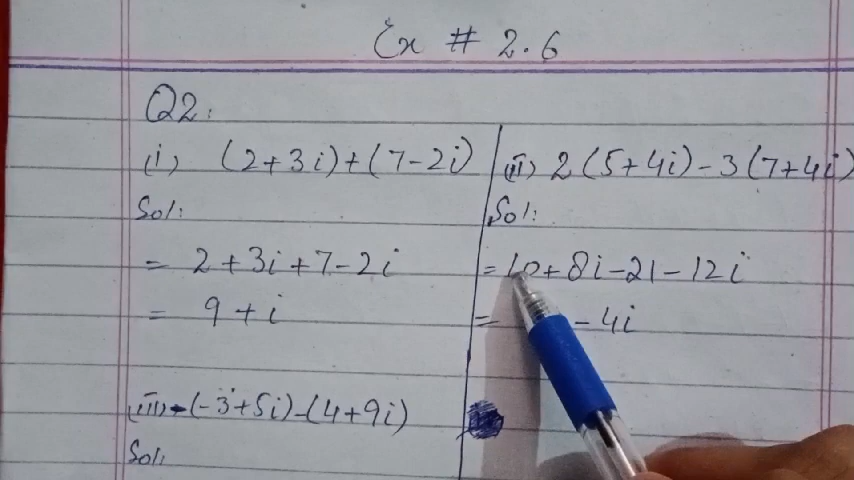 Ex # 2.6
Q2:
(i) (2+3i)+(7-2i)
Sol:
= 2+3i+7-2i
= 9+i
(ii) 2(5+4i)-3(7+4i)
Sol:
= 10+8i-21-12i
= -4i
(iii) -(-3+5i)-(4+9i)
Sol: